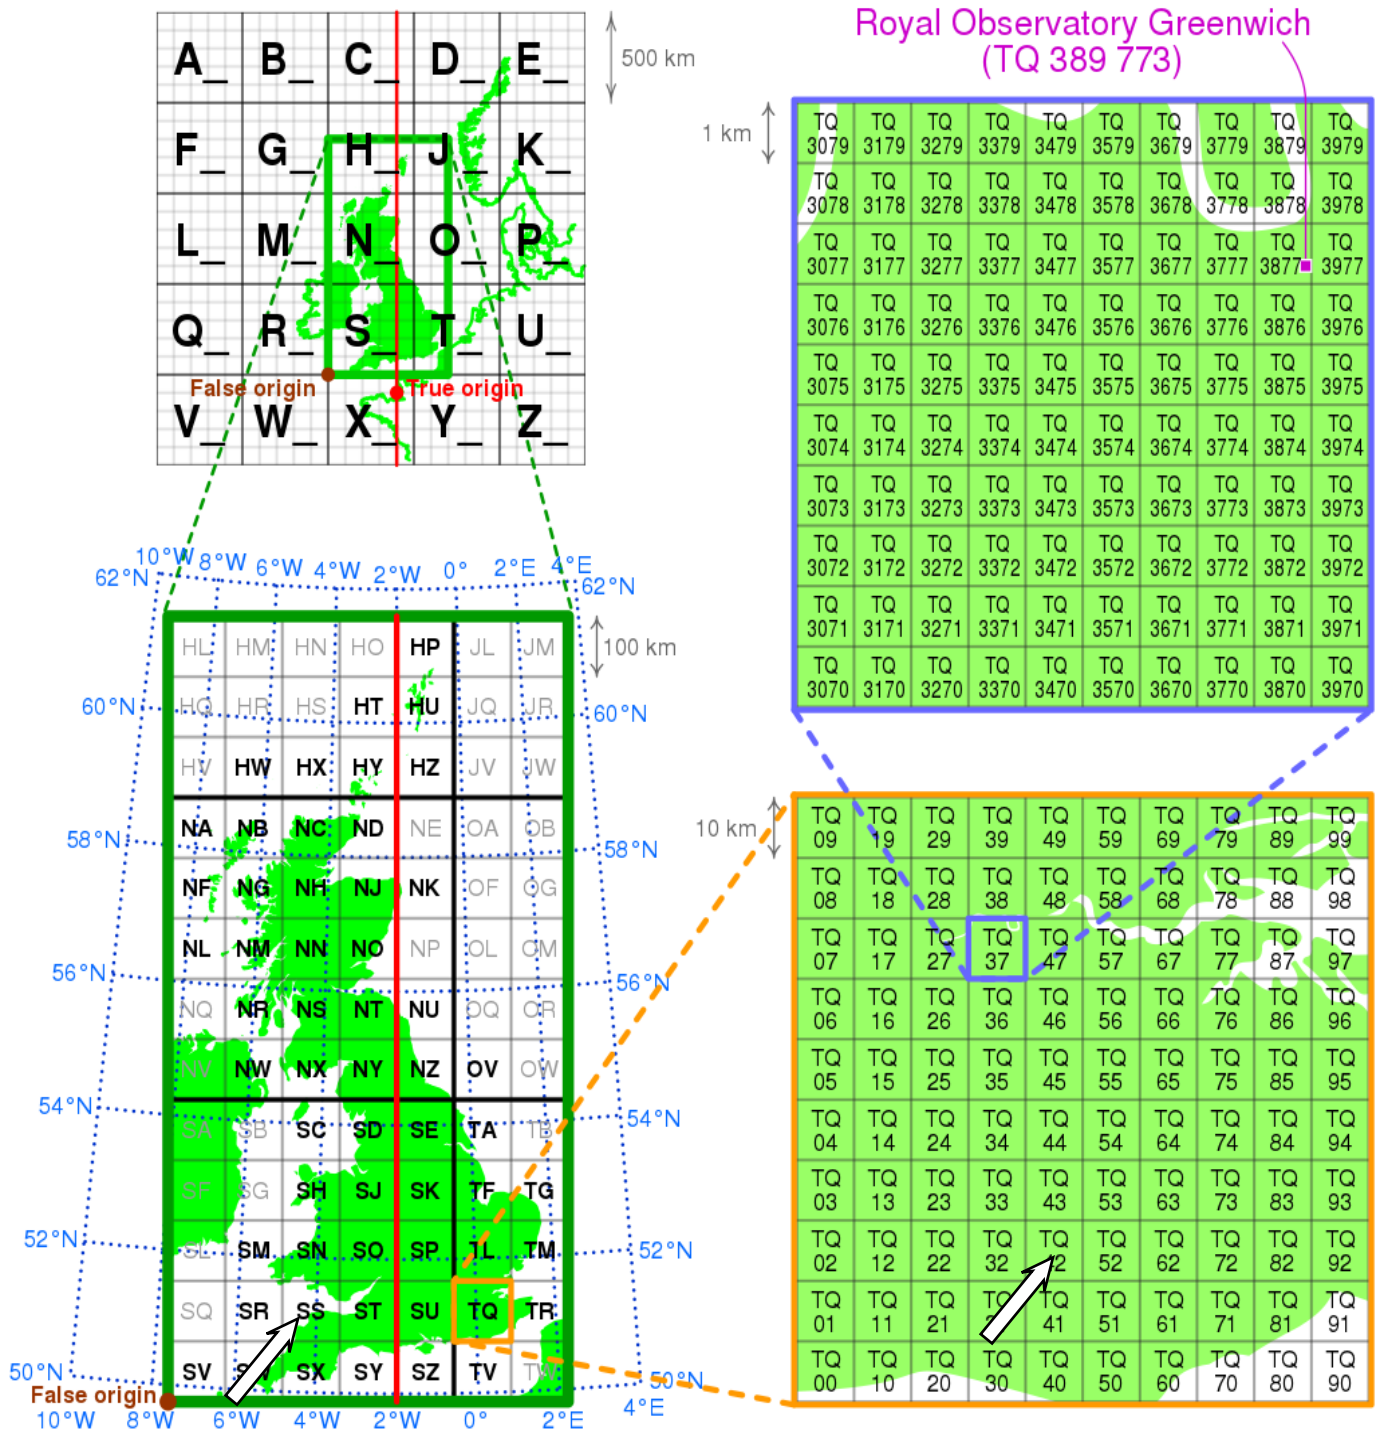 A_ B_ C_ D_ E_
500 km
F_ G_ H_ J_ K_
L_ M_ N_ O_ P_
Q_ R_ S_ T_ U_
False origin
True origin
V_ W_ X_ Y_ Z_
10°W 8°W 6°W 4°W 2°W 0° 2°E 4°E
62°N 62°N
HL HM HN HO HP JL JM
100 km
60°N HQ HR HS HT HU JQ JR 60°N
HV HW HX HY HZ JV JW
58°N NA NB NC ND NE OA OB 58°N
NF NG NH NJ NK OF OG
NL NM NN NO NP OL OM
56°N 56°N
NQ NR NS NT NU OQ OR
NV NW NX NY NZ OV OW
54°N 54°N
SA SB SC SD SE TA TB
SF SG SH SJ SK TF TG
52°N SL SM SN SO SP TL TM 52°N
SQ SR SS ST SU TQ TR
50°N SV SX SY SZ TV TW 50°N
False origin
10°W 8°W 6°W 4°W 2°W 0° 2°E 4°E
Royal Observatory Greenwich
(TQ 389 773)
1 km
TQ TQ TQ TQ TQ TQ TQ TQ TQ TQ
3079 3179 3279 3379 3479 3579 3679 3779 3879 3979
TQ TQ TQ TQ TQ TQ TQ TQ TQ TQ
3078 3178 3278 3378 3478 3578 3678 3778 3878 3978
TQ TQ TQ TQ TQ TQ TQ TQ TQ TQ
3077 3177 3277 3377 3477 3577 3677 3777 3877 3977
TQ TQ TQ TQ TQ TQ TQ TQ TQ TQ
3076 3176 3276 3376 3476 3576 3676 3776 3876 3976
TQ TQ TQ TQ TQ TQ TQ TQ TQ TQ
3075 3175 3275 3375 3475 3575 3675 3775 3875 3975
TQ TQ TQ TQ TQ TQ TQ TQ TQ TQ
3074 3174 3274 3374 3474 3574 3674 3774 3874 3974
TQ TQ TQ TQ TQ TQ TQ TQ TQ TQ
3073 3173 3273 3373 3473 3573 3673 3773 3873 3973
TQ TQ TQ TQ TQ TQ TQ TQ TQ TQ
3072 3172 3272 3372 3472 3572 3672 3772 3872 3972
TQ TQ TQ TQ TQ TQ TQ TQ TQ TQ
3071 3171 3271 3371 3471 3571 3671 3771 3871 3971
TQ TQ TQ TQ TQ TQ TQ TQ TQ TQ
3070 3170 3270 3370 3470 3570 3670 3770 3870 3970
10 km
TQ TQ TQ TQ TQ TQ TQ TQ TQ TQ
09 19 29 39 49 59 69 79 89 99
TQ TQ TQ TQ TQ TQ TQ TQ TQ TQ
08 18 28 38 48 58 68 78 88 98
TQ TQ TQ TQ TQ TQ TQ TQ TQ TQ
07 17 27 37 47 57 67 77 87 97
TQ TQ TQ TQ TQ TQ TQ TQ TQ TQ
06 16 26 36 46 56 66 76 86 96
TQ TQ TQ TQ TQ TQ TQ TQ TQ TQ
05 15 25 35 45 55 65 75 85 95
TQ TQ TQ TQ TQ TQ TQ TQ TQ TQ
04 14 24 34 44 54 64 74 84 94
TQ TQ TQ TQ TQ TQ TQ TQ TQ TQ
03 13 23 33 43 53 63 73 83 93
TQ TQ TQ TQ TQ TQ TQ TQ TQ TQ
02 12 22 32 52 62 72 82 92
TQ TQ TQ TQ TQ TQ TQ TQ TQ TQ
01 11 21 41 51 61 71 81 91
TQ TQ TQ TQ TQ TQ TQ TQ TQ TQ
00 10 20 30 40 50 60 70 80 90